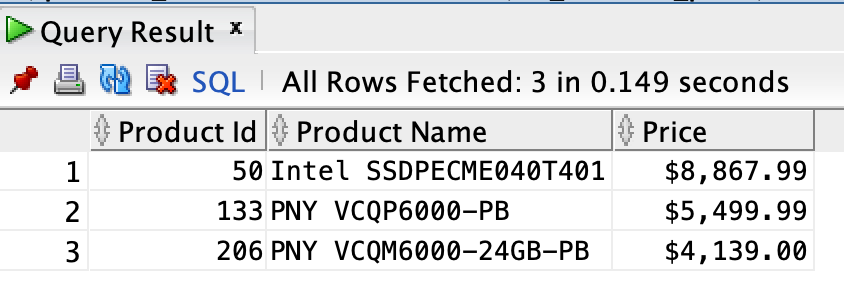 Query Result x
SQL | All Rows Fetched: 3 in 0.149 seconds
Product Id Product Name Price
1 50 Intel SSDPECME040T401 $8,867.99
2 133 PNY VCQP6000-PB $5,499.99
3 206 PNY VCQM6000-24GB-PB $4,139.00